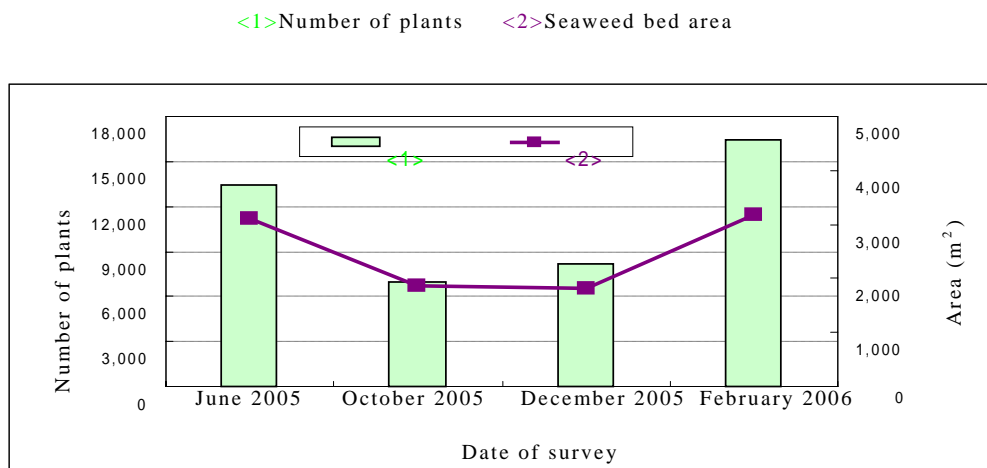 <1>Number of plants <2>Seaweed bed area
Number of plants
18,000
15,000
12,000
9,000
6,000
3,000
0
<1> <2>
5,000
4,000
3,000
2,000
1,000
0
Area (m²)
June 2005 October 2005 December 2005 February 2006
Date of survey